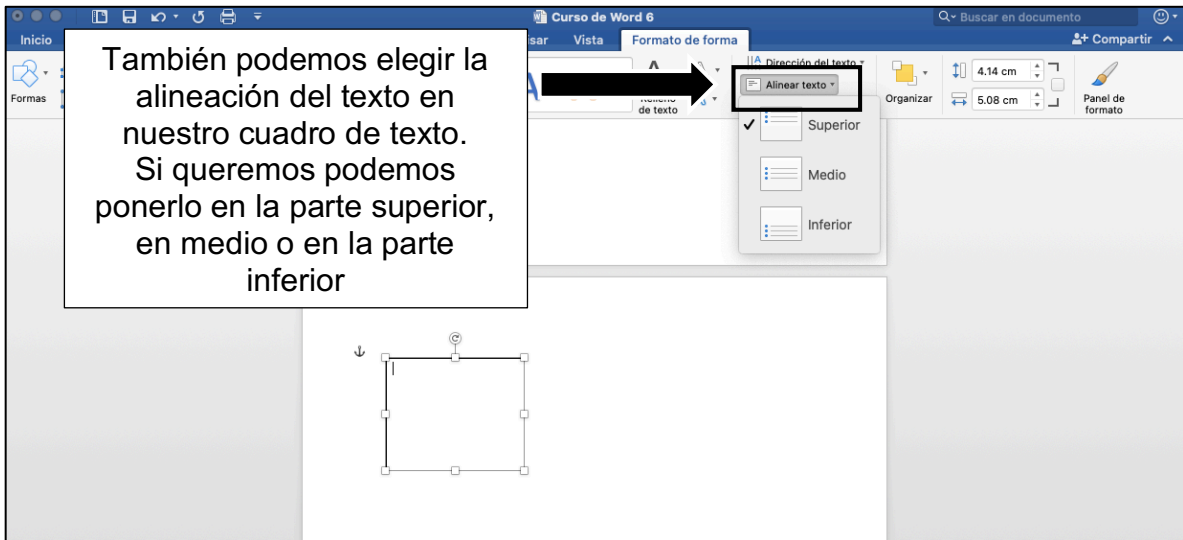 Curso de Word 6
Buscar en documento
Inicio
Vista
Formato de forma
Compartir
También podemos elegir la
alineación del texto en
nuestro cuadro de texto.
Si queremos podemos
ponerlo en la parte superior,
en medio o en la parte
inferior
Formas
de texto
Dirección del texto
Alinear texto
Superior
Medio
Inferior
Organizar
4.14 cm
5.08 cm
Panel de
formato